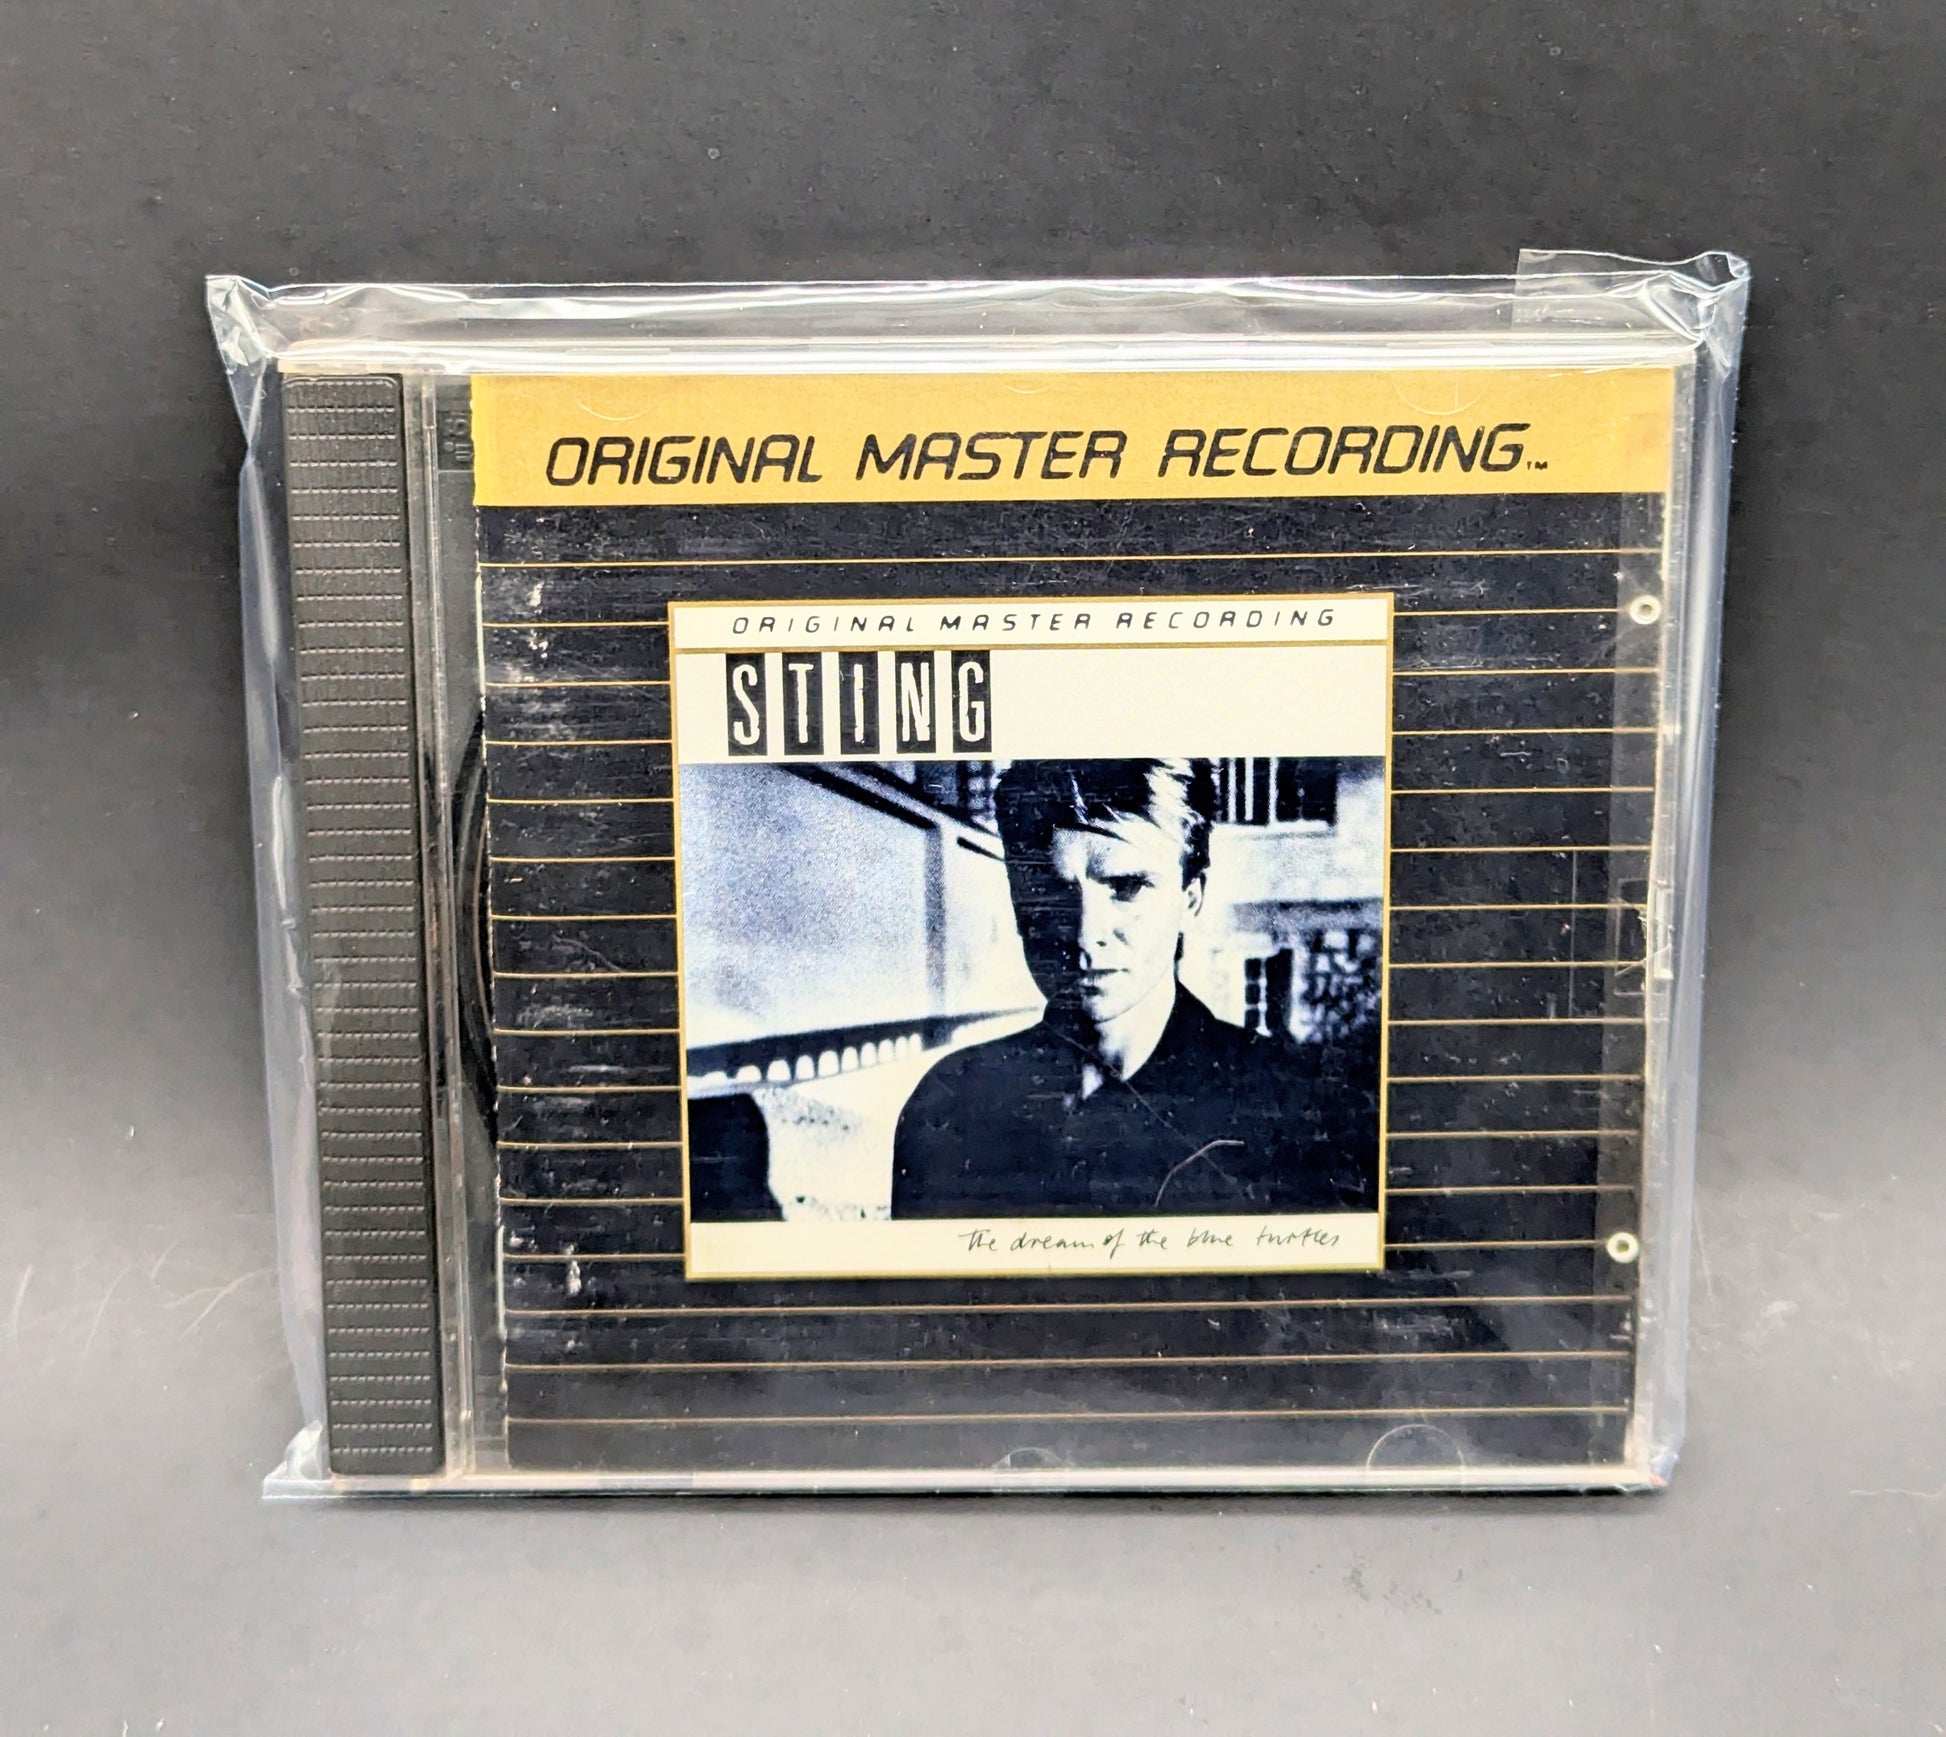 ORIGINAL MASTER RECORDING™
ORIGINAL MASTER RECORDING
STING
the dream of the blue turtles